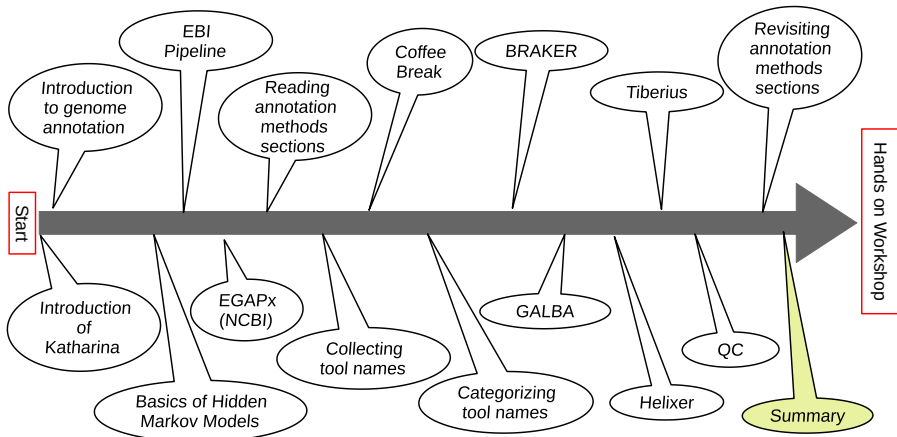 EBI
Pipeline
Coffee
Break
BRAKER
Revisiting
annotation
methods
sections
Introduction
to genome
annotation
Reading
annotation
methods
sections
Tiberius
Start
Hands on Workshop
Introduction
of
Katharina
EGAPx
(NCBI)
GALBA
Collecting
tool names
QC
Basics of Hidden
Markov Models
Categorizing
tool names
Helixer
Summary